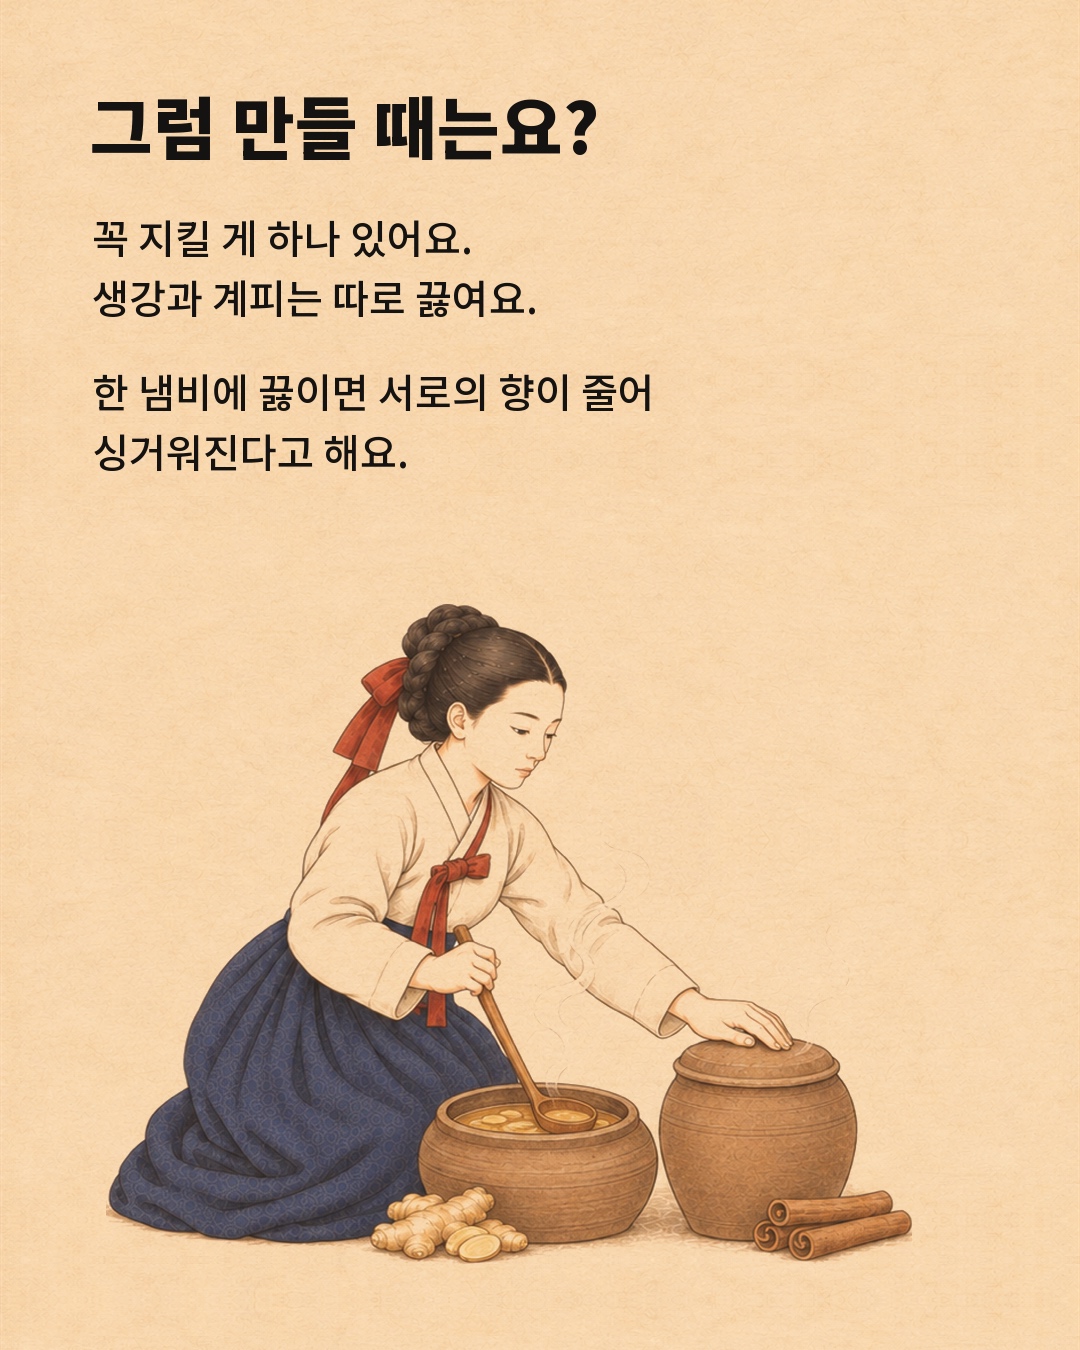 그럼 만들 때는요?
꼭 지킬 게 하나 있어요.
생강과 계피는 따로 끓여요.
한 냄비에 끓이면 서로의 향이 줄어
싱거워진다고 해요.